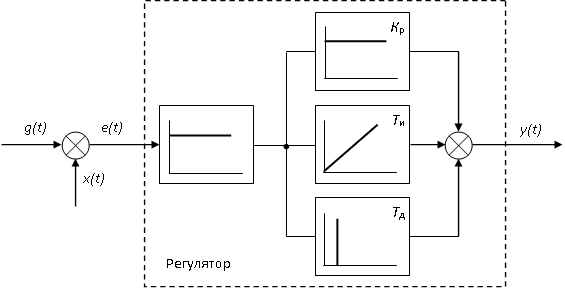 Kр
g(t)
e(t)
Tи
y(t)
x(t)
Tд
Регулятор